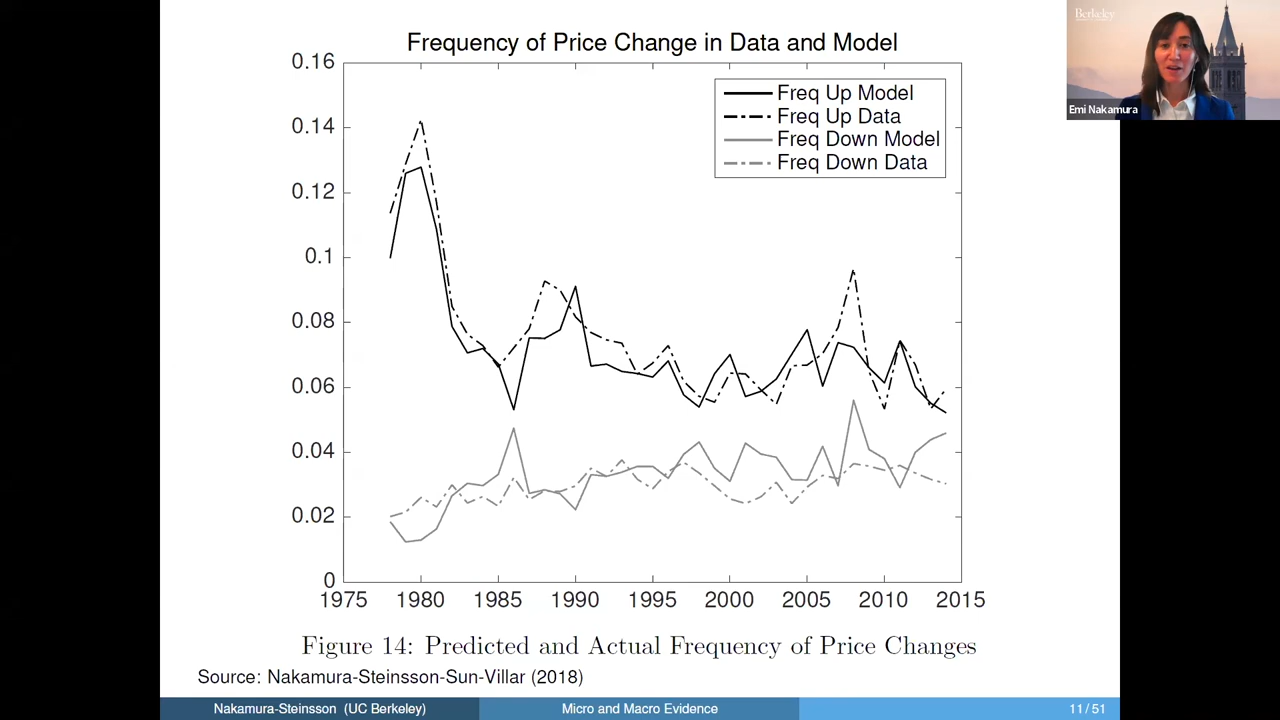 Frequency of Price Change in Data and Model
0.16
0.14
0.12
0.1
0.08
0.06
0.04
0.02
0
1975 1980 1985 1990 1995 2000 2005 2010 2015
Freq Up Model
Freq Up Data
Freq Down Model
Freq Down Data
Figure 14: Predicted and Actual Frequency of Price Changes
Source: Nakamura-Steinsson-Sun-Villar (2018)
Nakamura-Steinsson (UC Berkeley) Micro and Macro Evidence 11 / 51
Berkeley
Emi Nakamura